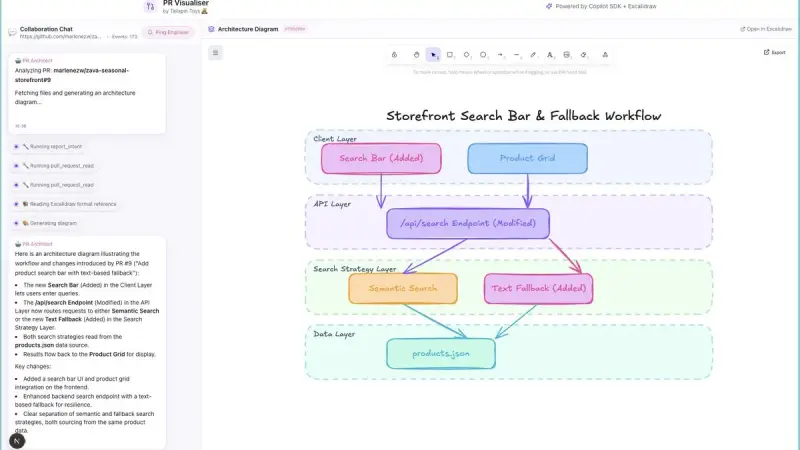 PR Visualiser
by Tailspin Toys
Powered by Copilot SDK + Excalidraw
Collaboration Chat
Events: 173
Ping Engineer
Architecture Diagram
Open in Excalidraw
PR Architect
Analyzing PR: marlenezw/zava-seasonal-
storefront#9
Fetching files and generating an architecture
diagram...
Running report_intent
Running pull_request_read
Running pull_request_read
Reading Excalidraw format reference
Generating diagram
PR Architect
Here is an architecture diagram illustrating the
workflow and changes introduced by PR #9 ("Add
product search bar with text-based fallback"):
• The new Search Bar (Added) in the Client Layer
lets users enter queries.
• The /api/search Endpoint (Modified) in the API
Layer now routes requests to either Semantic Search
or the new Text Fallback (Added) in the Search
Strategy Layer.
• Both search strategies read from the
products.json data source.
• Results flow back to the Product Grid for display.
Key changes:
• Added a search bar UI and product grid
integration on the frontend.
• Enhanced backend search endpoint with a text-
based fallback for resilience.
• Clear separation of semantic and fallback search
strategies, both sourcing from the same product
data.
N
Export
Storefront Search Bar & Fallback Workflow
Client Layer
Search Bar (Added)
Product Grid
API Layer
/api/search Endpoint (Modified)
Search Strategy Layer
Semantic Search
Text Fallback (Added)
Data Layer
products.json